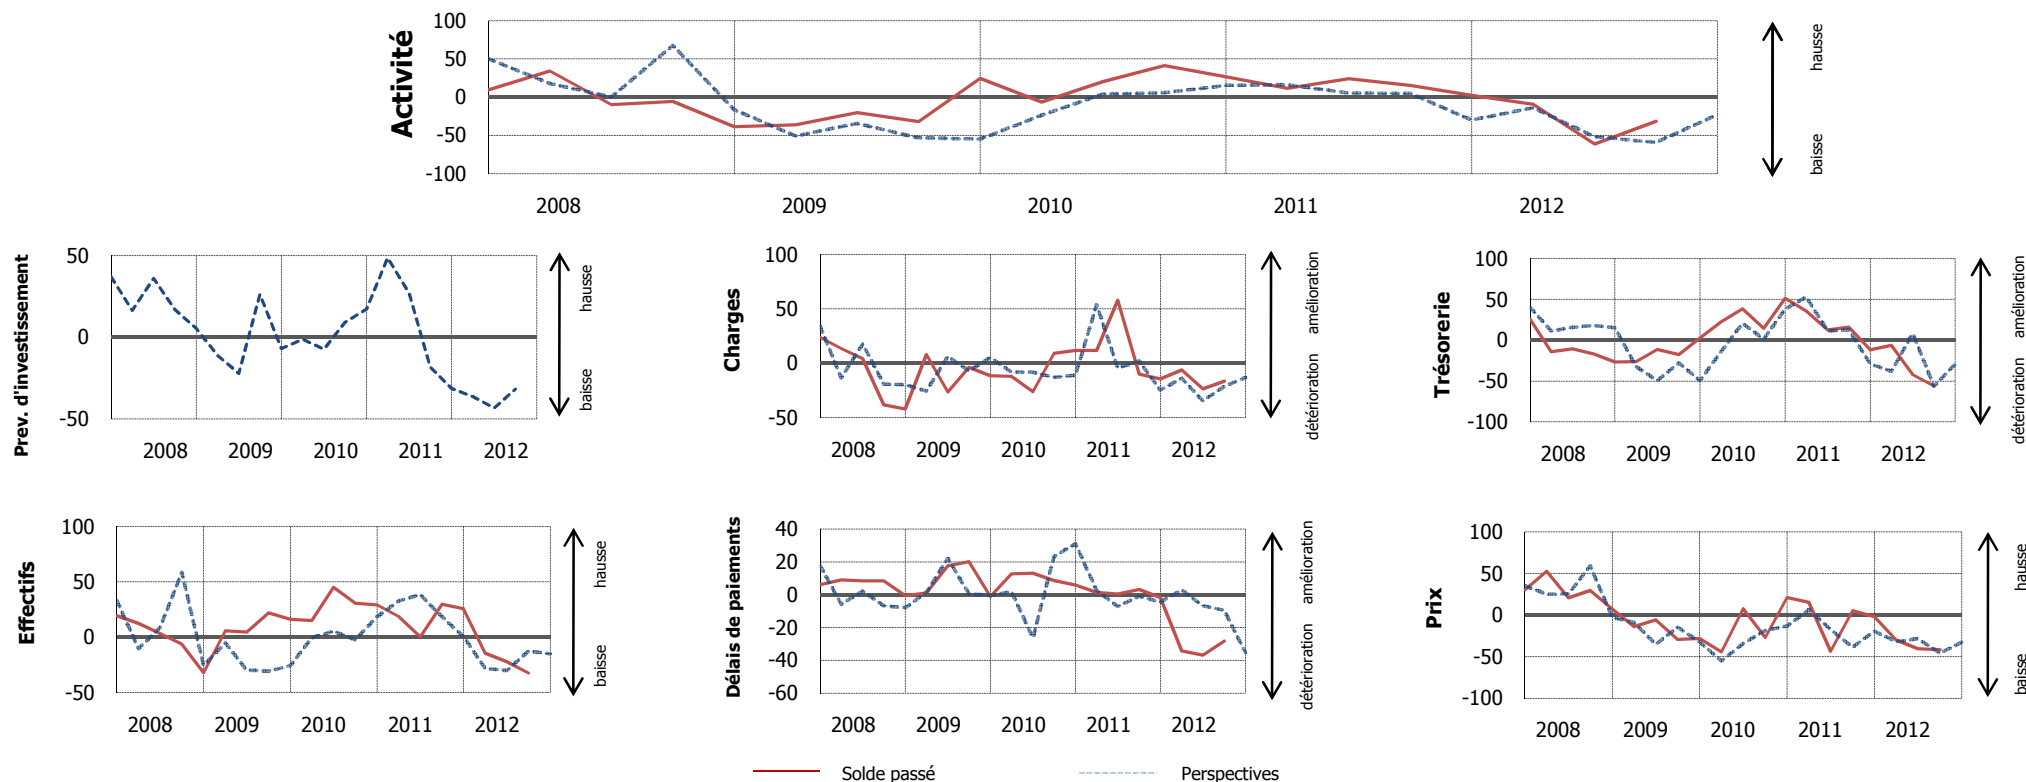 Activité
100
50
0
-50
-100
hausse
baisse
2008 2009 2010 2011 2012
Prev. d'investissement
50
0
-50
hausse
baisse
2008 2009 2010 2011 2012
Charges
100
50
0
-50
amélioration
détérioration
2008 2009 2010 2011 2012
Trésorerie
100
50
0
-50
-100
amélioration
détérioration
2008 2009 2010 2011 2012
Effectifs
100
50
0
-50
hausse
baisse
2008 2009 2010 2011 2012
Délais de paiements
40
20
0
-20
-40
-60
amélioration
détérioration
2008 2009 2010 2011 2012
Prix
100
50
0
-50
-100
hausse
baisse
2008 2009 2010 2011 2012
Solde passé Perspectives